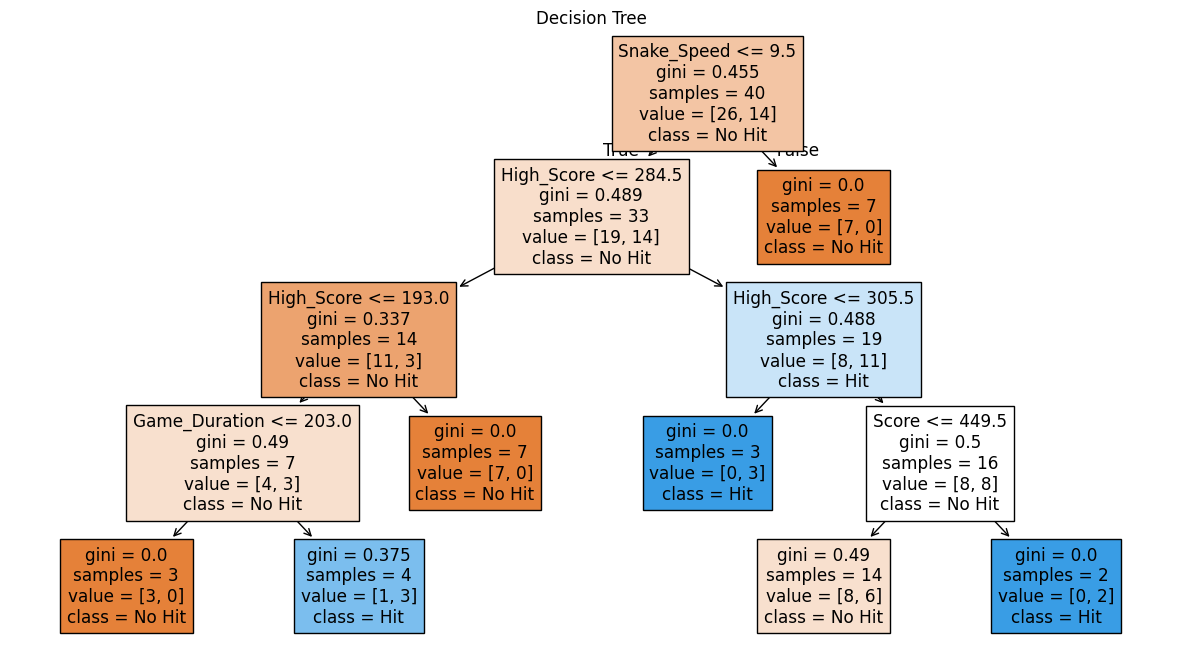 Decision Tree
Snake_Speed <= 9.5
gini = 0.455
samples = 40
value = [26, 14]
class = No Hit
True
False
High_Score <= 284.5
gini = 0.489
samples = 33
value = [19, 14]
class = No Hit
gini = 0.0
samples = 7
value = [7, 0]
class = No Hit
High_Score <= 193.0
gini = 0.337
samples = 14
value = [11, 3]
class = No Hit
High_Score <= 305.5
gini = 0.488
samples = 19
value = [8, 11]
class = Hit
Game_Duration <= 203.0
gini = 0.49
samples = 7
value = [4, 3]
class = No Hit
gini = 0.0
samples = 7
value = [7, 0]
class = No Hit
gini = 0.0
samples = 3
value = [0, 3]
class = Hit
Score <= 449.5
gini = 0.5
samples = 16
value = [8, 8]
class = No Hit
gini = 0.0
samples = 3
value = [3, 0]
class = No Hit
gini = 0.375
samples = 4
value = [1, 3]
class = Hit
gini = 0.49
samples = 14
value = [8, 6]
class = No Hit
gini = 0.0
samples = 2
value = [0, 2]
class = Hit